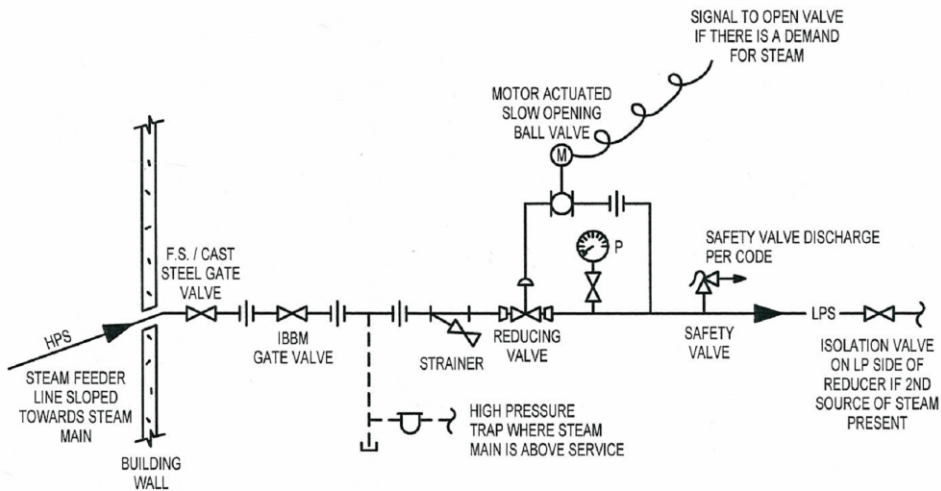 SIGNAL TO OPEN VALVE
IF THERE IS A DEMAND
FOR STEAM
MOTOR ACTUATED
SLOW OPENING
BALL VALVE
M
P
SAFETY VALVE DISCHARGE
PER CODE
F.S. / CAST
STEEL GATE
VALVE
HPS
STEAM FEEDER
LINE SLOPED
TOWARDS STEAM
MAIN
BUILDING
WALL
IBBM
GATE VALVE
STRAINER
REDUCING
VALVE
HIGH PRESSURE
TRAP WHERE STEAM
MAIN IS ABOVE SERVICE
SAFETY
VALVE
LPS
ISOLATION VALVE
ON LP SIDE OF
REDUCER IF 2ND
SOURCE OF STEAM
PRESENT